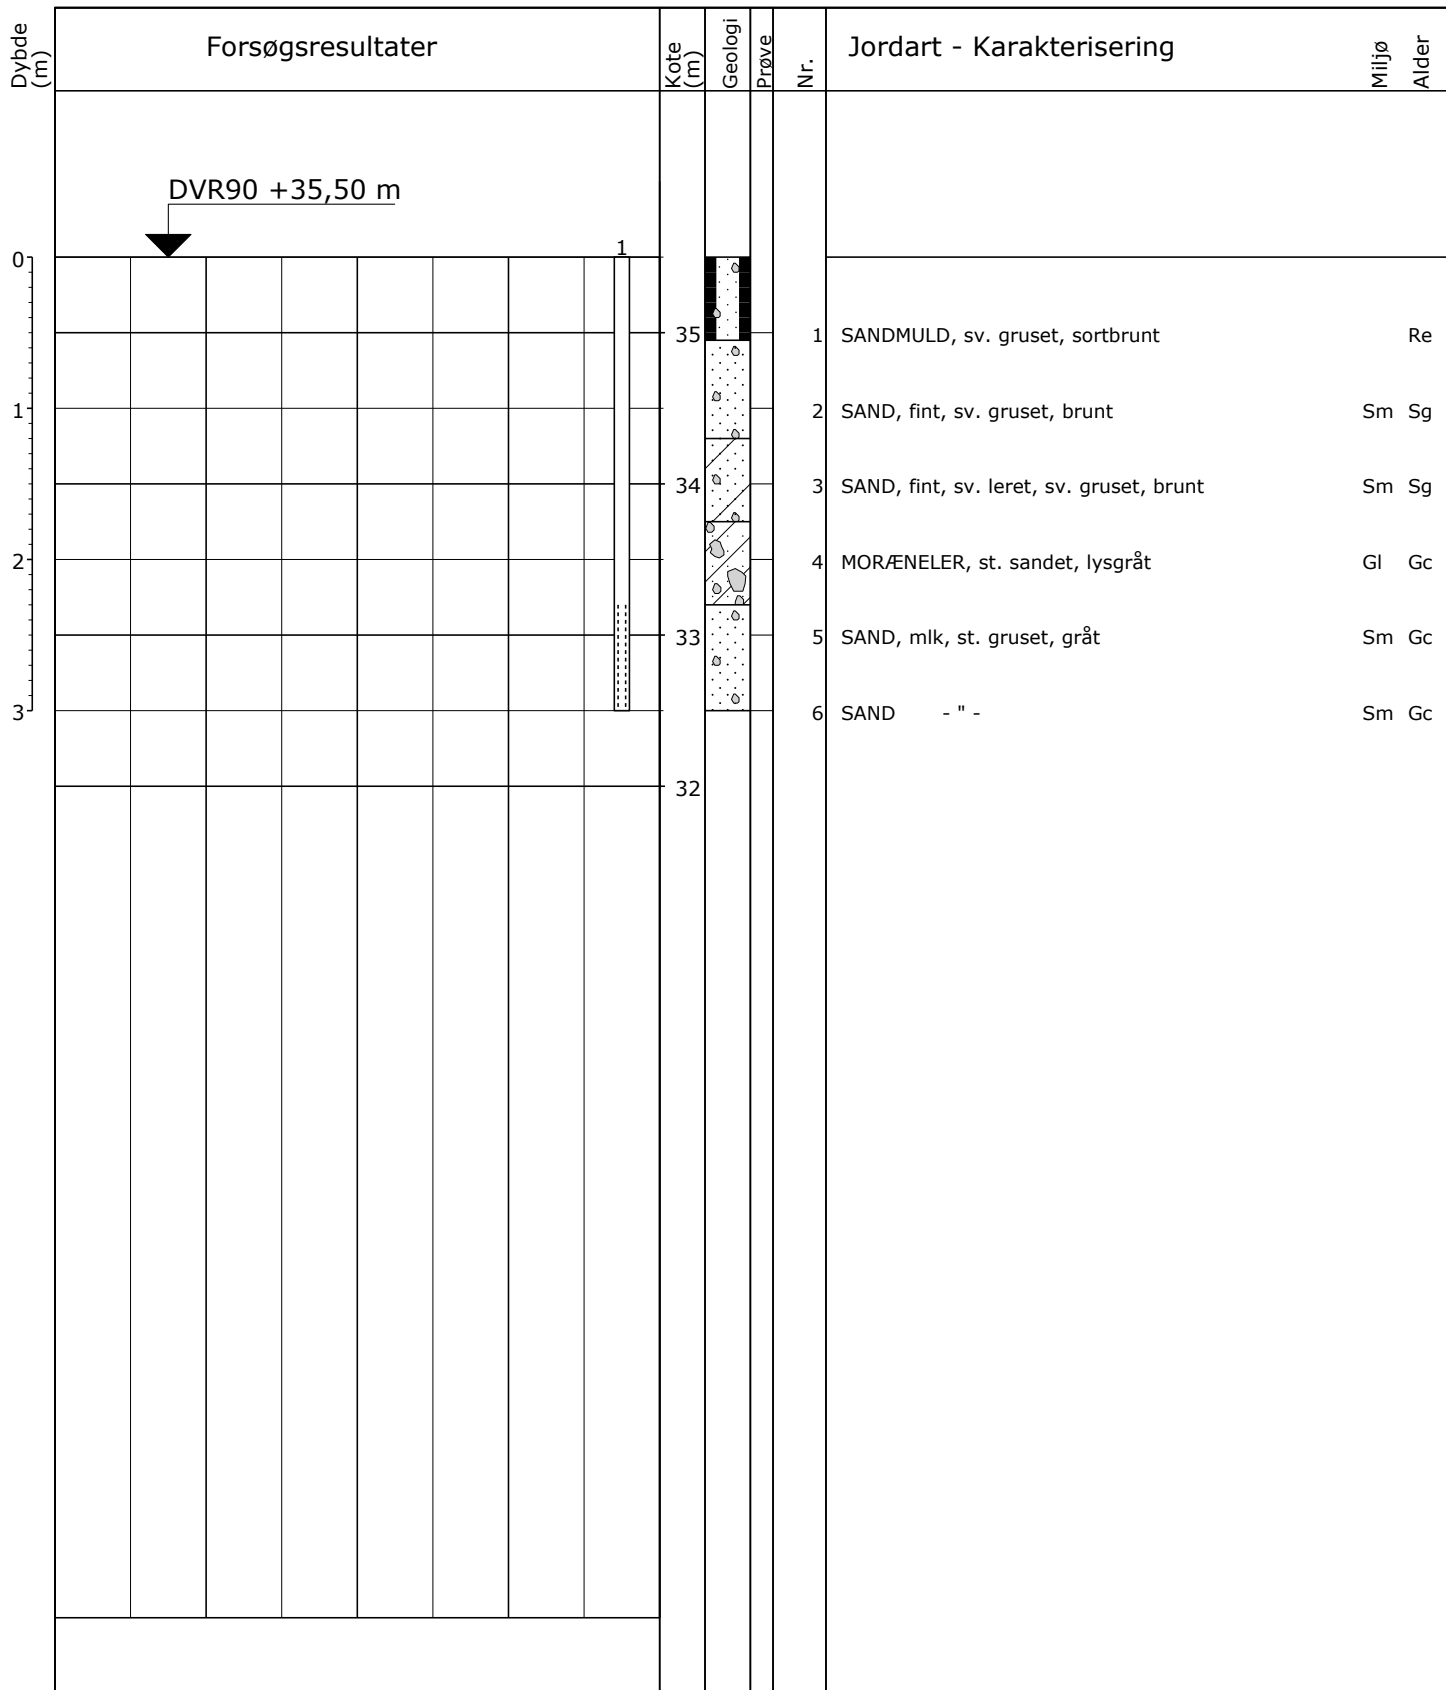 Dybde (m) Forsøgsresultater Kote (m) Geologi Prøve Nr. Jordart - Karakterisering Miljø Alder
DVR90 +35,50 m
1
0
35 1 SANDMULD, sv. gruset, sortbrunt Re
1 2 SAND, fint, sv. gruset, brunt Sm Sg
34 3 SAND, fint, sv. leret, sv. gruset, brunt Sm Sg
2 4 MORÆNELER, st. sandet, lysgråt Gl Gc
33 5 SAND, mlk, st. gruset, gråt Sm Gc
3 6 SAND - " - Sm Gc
32